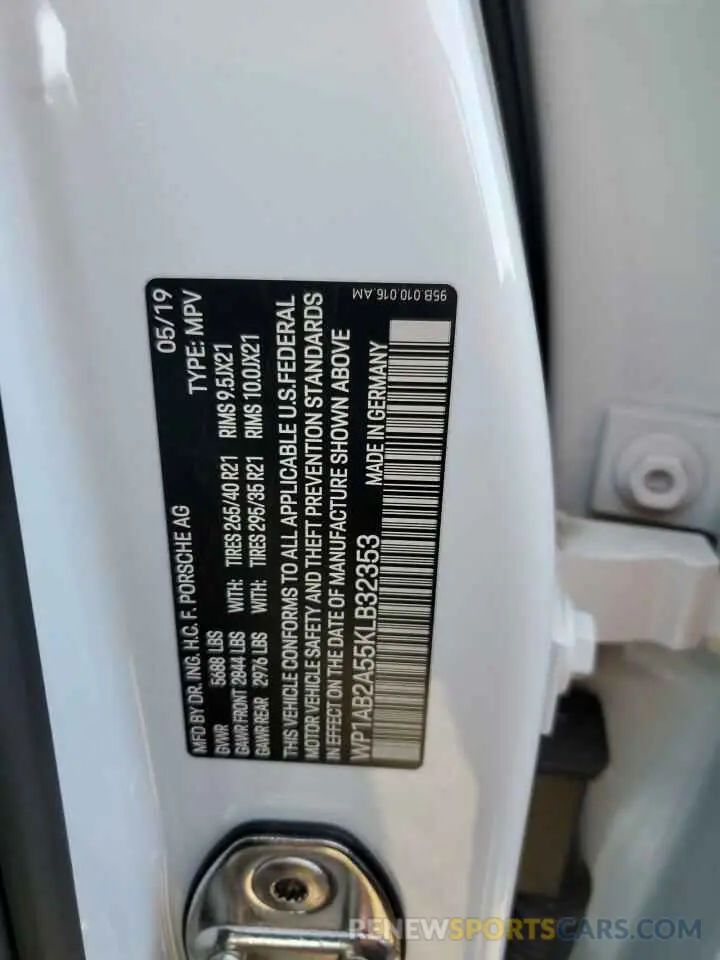 MFD BY DR. ING. H.C. F. PORSCHE AG 05/19
GVWR 5688 LBS TYPE: MPV
GAWR FRONT 2844 LBS WITH: TIRES 265/40 R21 RIMS 9.5JX21
GAWR REAR 2976 LBS WITH: TIRES 295/35 R21 RIMS 10.0JX21
THIS VEHICLE CONFORMS TO ALL APPLICABLE U.S. FEDERAL
MOTOR VEHICLE SAFETY AND THEFT PREVENTION STANDARDS
IN EFFECT ON THE DATE OF MANUFACTURE SHOWN ABOVE
WP1AB2A55KLB32353 MADE IN GERMANY
95B.010.016.AM
RENEWSPORTSCARS.COM